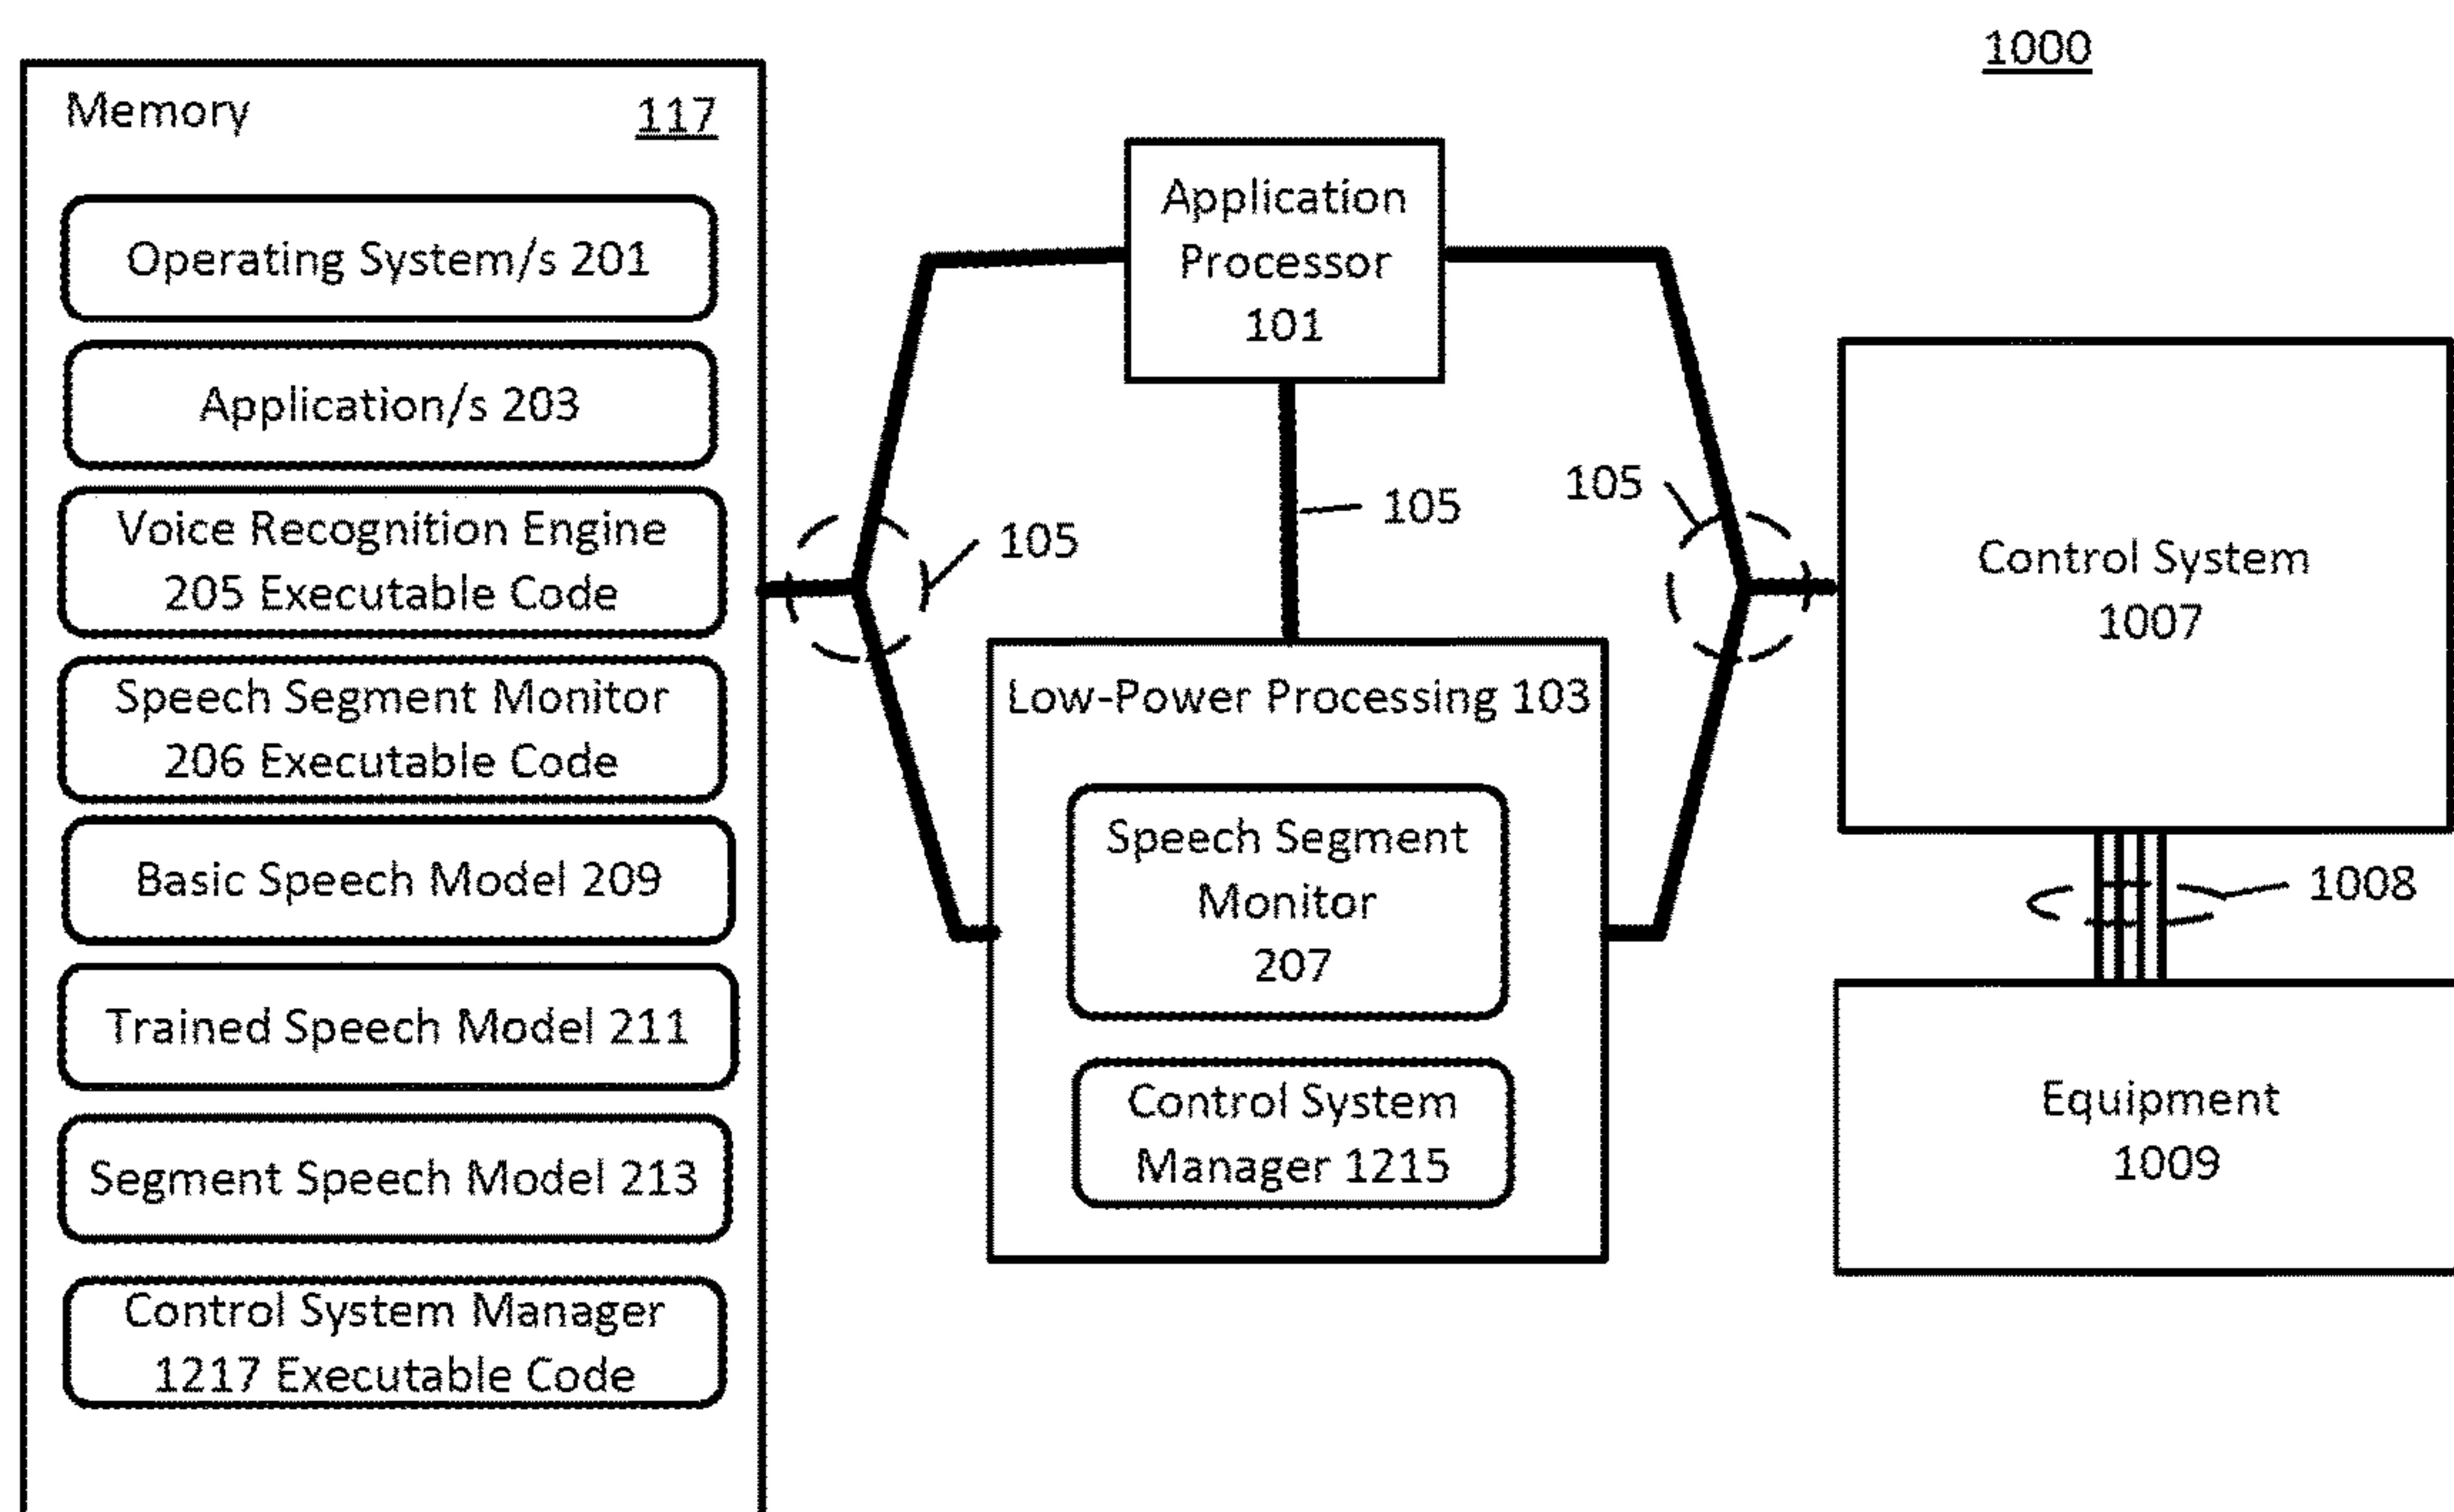 1000
Memory 117
Operating System/s 201
Application/s 203
Voice Recognition Engine
205 Executable Code
Speech Segment Monitor
206 Executable Code
Basic Speech Model 209
Trained Speech Model 211
Segment Speech Model 213
Control System Manager
1217 Executable Code
Application
Processor
101
105
105
105
Low-Power Processing 103
Speech Segment
Monitor
207
Control System
Manager 1215
Control System
1007
1008
Equipment
1009